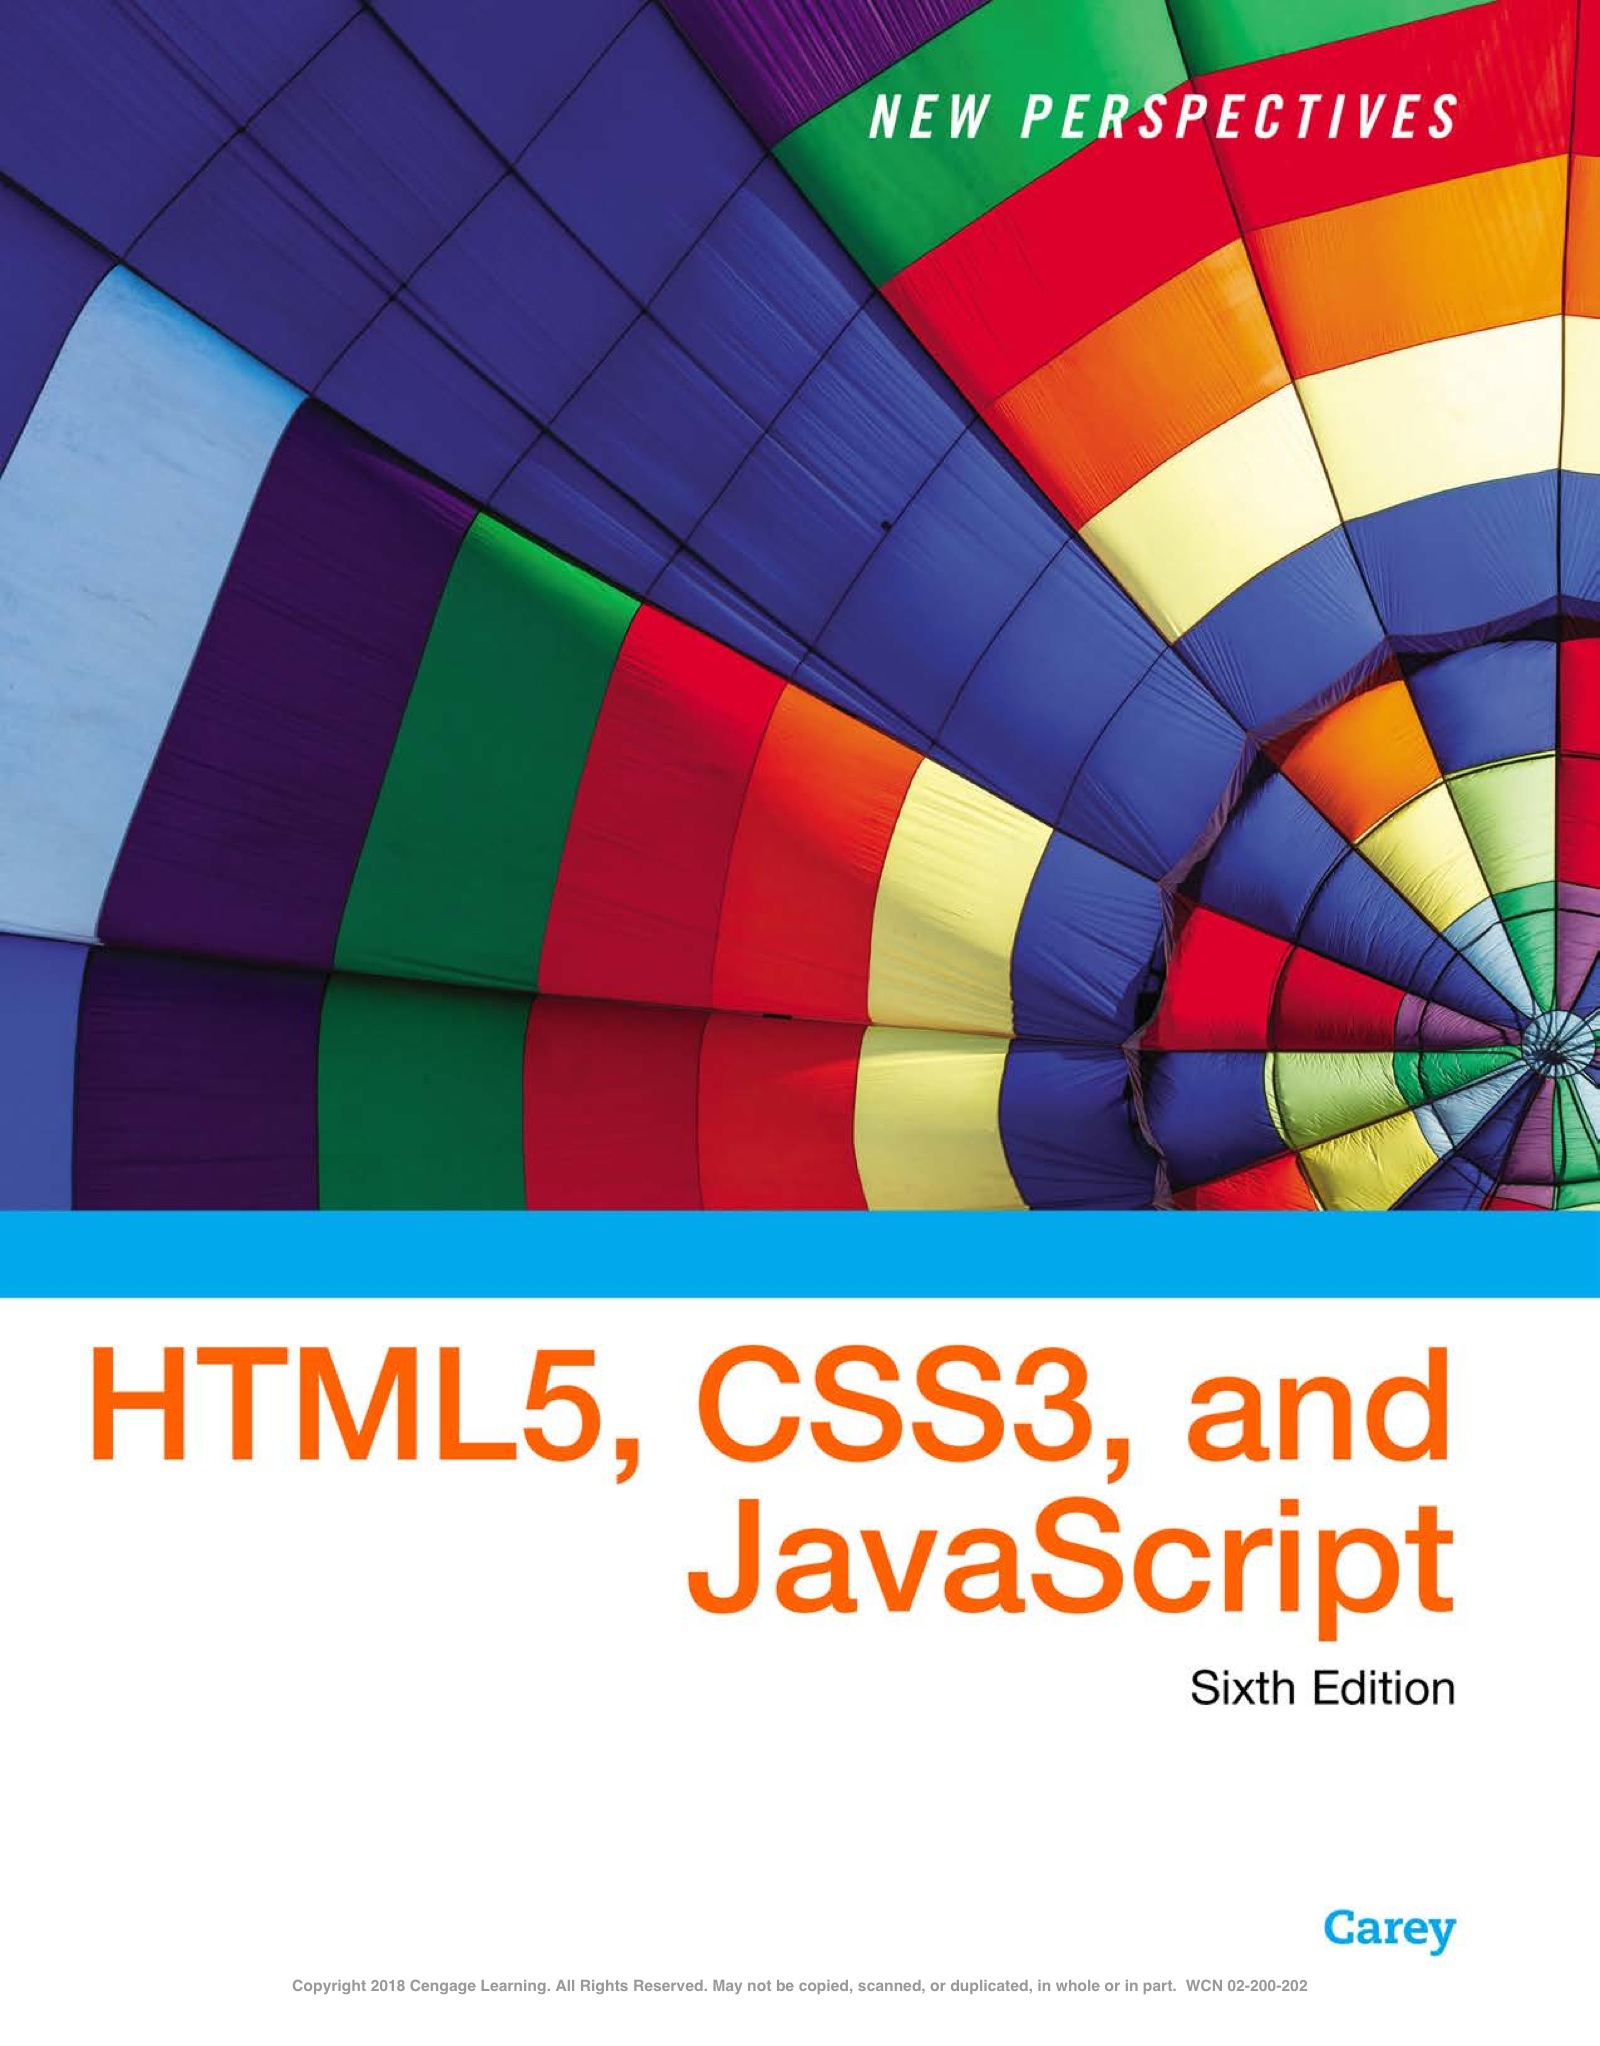 NEW PERSPECTIVES
HTML5, CSS3, and
JavaScript
Sixth Edition
Carey
Copyright 2018 Cengage Learning. All Rights Reserved. May not be copied, scanned, or duplicated, in whole or in part. WCN 02-200-202